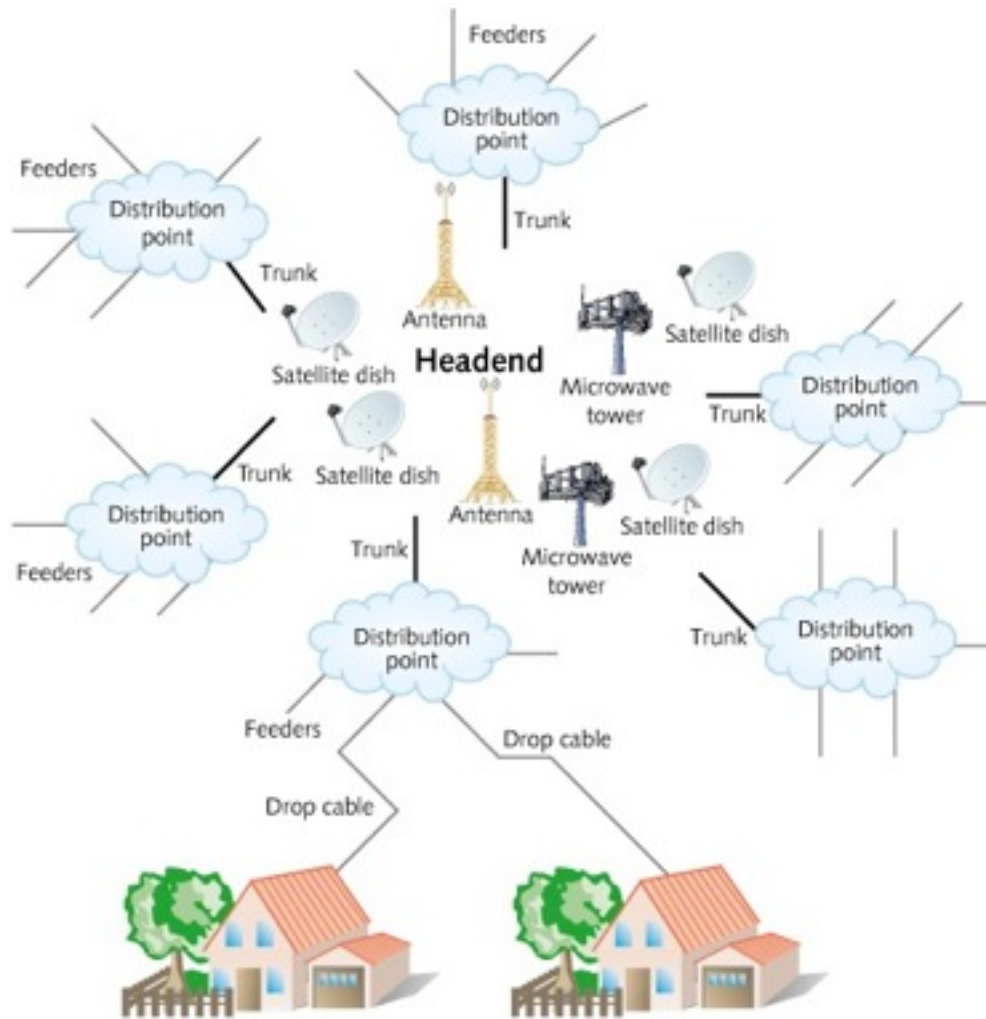 Feeders
Distribution
point
Feeders
Distribution
point
Trunk
Trunk
Antenna
Satellite dish
Satellite dish
Headend
Microwave
tower
Distribution
point
Trunk
Satellite dish
Trunk
Distribution
point
Feeders
Antenna
Satellite dish
Microwave
tower
Trunk
Distribution
point
Trunk
Distribution
point
Feeders
Drop cable
Drop cable